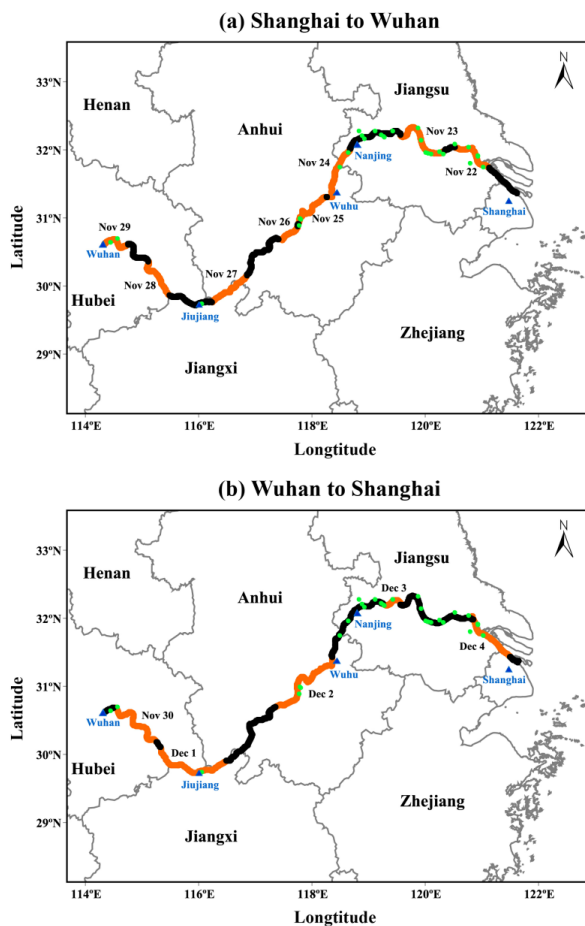 (a) Shanghai to Wuhan
33°N
32°N
31°N
30°N
29°N
Latitude
N
Henan
Anhui
Jiangsu
Nov 23
Nanjing
Nov 24
Nov 22
Wuhu
Shanghai
Nov 25
Nov 26
Nov 29
Wuhan
Nov 27
Nov 28
Hubei
Jiujiang
Zhejiang
Jiangxi
114°E
116°E
118°E
120°E
122°E
Longtitude
(b) Wuhan to Shanghai
33°N
32°N
31°N
30°N
29°N
Latitude
N
Henan
Anhui
Jiangsu
Dec 3
Nanjing
Dec 4
Wuhu
Shanghai
Dec 2
Nov 30
Wuhan
Dec 1
Hubei
Jiujiang
Zhejiang
Jiangxi
114°E
116°E
118°E
120°E
122°E
Longtitude